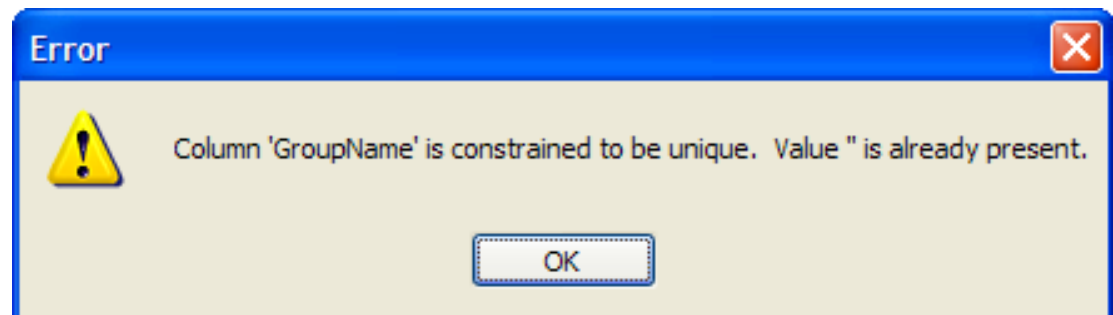 Error
Column 'GroupName' is constrained to be unique.  Value '' is already present.
OK